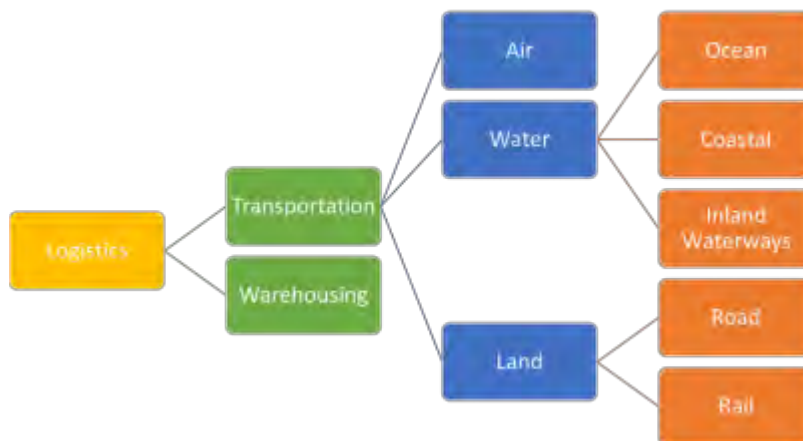 Logistics
Transportation
Warehousing
Air
Water
Land
Ocean
Coastal
Inland
Waterways
Road
Rail